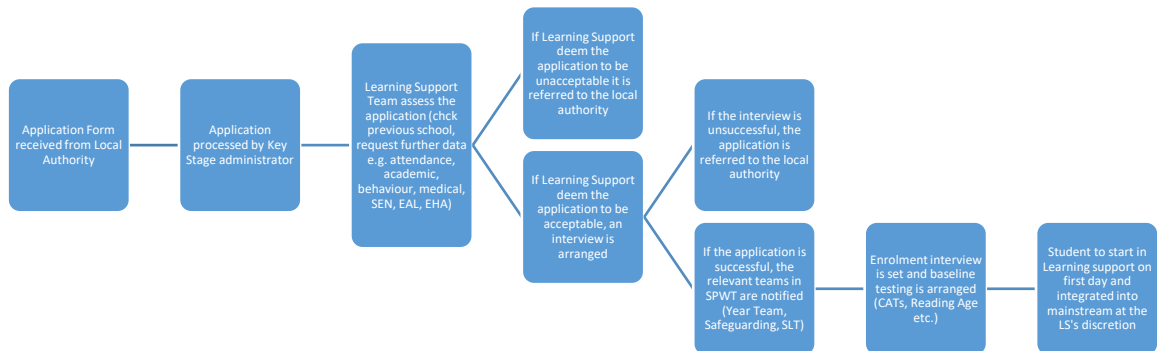 Application Form
received from Local
Authority
Application
processed by Key
Stage administrator
Learning Support
Team assess the
application (chck
previous school,
request further data
e.g. attendance,
academic,
behaviour, medical,
SEN, EAL, EHA)
If Learning Support
deem the
application to be
unacceptable it is
referred to the local
authority
If Learning Support
deem the
application to be
acceptable, an
interview is
arranged
If the interview is
unsuccessful, the
application is
referred to the local
authority
If the application is
successful, the
relevant teams in
SPWT are notified
(Year Team,
Safeguarding, SLT)
Enrolment interview
is set and baseline
testing is arranged
(CATs, Reading Age
etc.)
Student to start in
Learning support on
first day and
integrated into
mainstream at the
LS's discretion